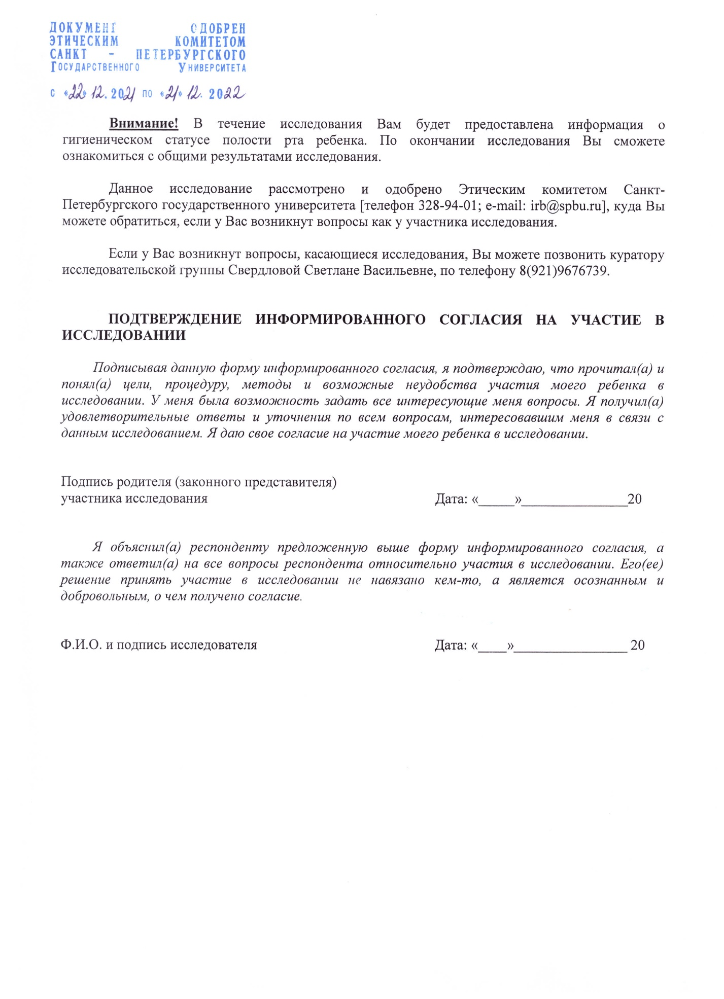 ДОКУМЕНТ ОДОБРЕН
ЭТИЧЕСКИМ КОМИТЕТОМ
САНКТ - ПЕТЕРБУРГСКОГО
ГОСУДАРСТВЕННОГО УНИВЕРСИТЕТА
С «22» 12. 2021 ПО «21» 12. 2022
Внимание! В течение исследования Вам будет предоставлена информация о
гигиеническом статусе полости рта ребенка. По окончании исследования Вы сможете
ознакомиться с общими результатами исследования.
Данное исследование рассмотрено и одобрено Этическим комитетом Санкт-
Петербургского государственного университета [телефон 328-94-01; e-mail: irb@spbu.ru], куда Вы
можете обратиться, если у Вас возникнут вопросы как у участника исследования.
Если у Вас возникнут вопросы, касающиеся исследования, Вы можете позвонить куратору
исследовательской группы Свердловой Светлане Васильевне, по телефону 8(921)9676739.
ПОДТВЕРЖДЕНИЕ ИНФОРМИРОВАННОГО СОГЛАСИЯ НА УЧАСТИЕ В
ИССЛЕДОВАНИИ
Подписывая данную форму информированного согласия, я подтверждаю, что прочитал(а) и
понял(а) цели, процедуру, методы и возможные неудобства участия моего ребенка в
исследовании. У меня была возможность задать все интересующие меня вопросы. Я получил(а)
удовлетворительные ответы и уточнения по всем вопросам, интересовавшим меня в связи с
данным исследованием. Я даю свое согласие на участие моего ребенка в исследовании.
Подпись родителя (законного представителя)
участника исследования Дата: «_____»_______________20
Я объяснил(а) респонденту предложенную выше форму информированного согласия, а
также ответил(а) на все вопросы респондента относительно участия в исследовании. Его(ее)
решение принять участие в исследовании не навязано кем-то, а является осознанным и
добровольным, о чем получено согласие.
Ф.И.О. и подпись исследователя Дата: «____»________________ 20